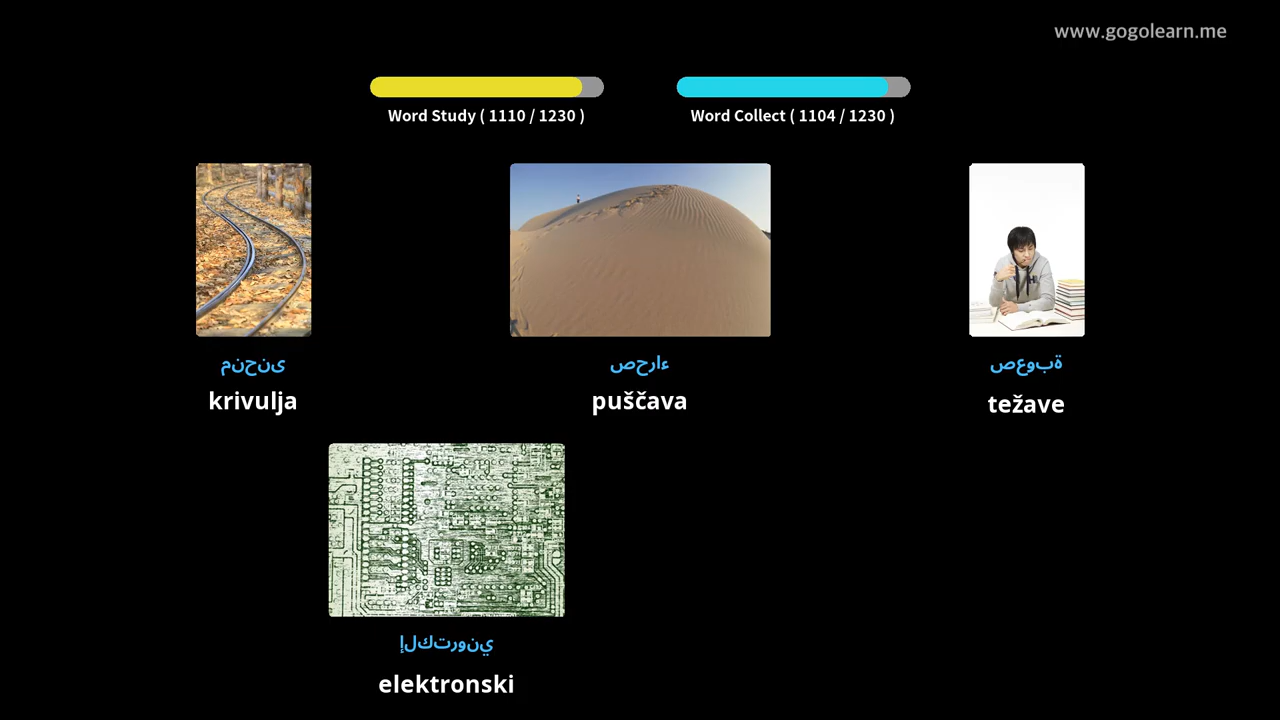 www.gogolearn.me
Word Study ( 1110 / 1230 )
Word Collect ( 1104 / 1230 )
منحنى
krivulja
صحراء
puščava
صعوبة
težave
إلكتروني
elektronski